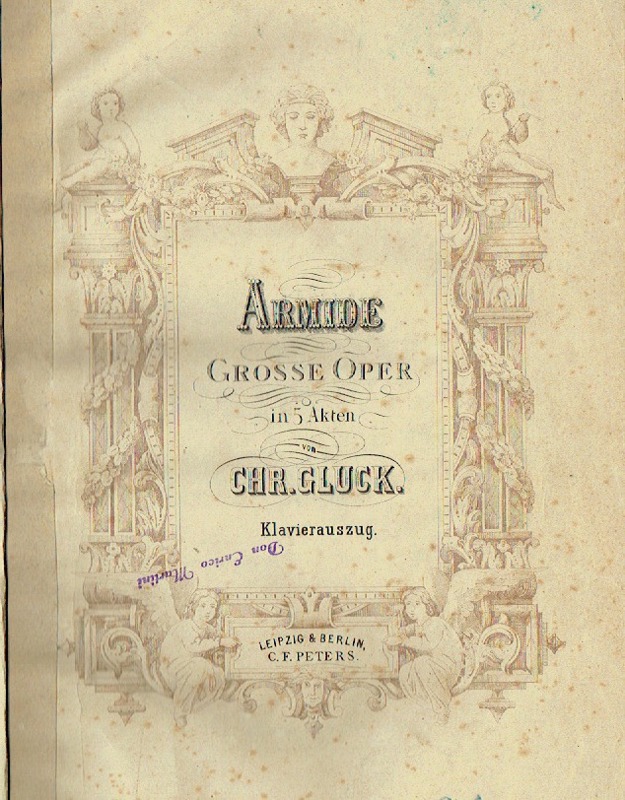 ARMIDE
GROSSE OPER
in 5 Akten
von
CHR. GLUCK.
Klavierauszug.
Don Enrico Martini
LEIPZIG & BERLIN,
C. F. PETERS.